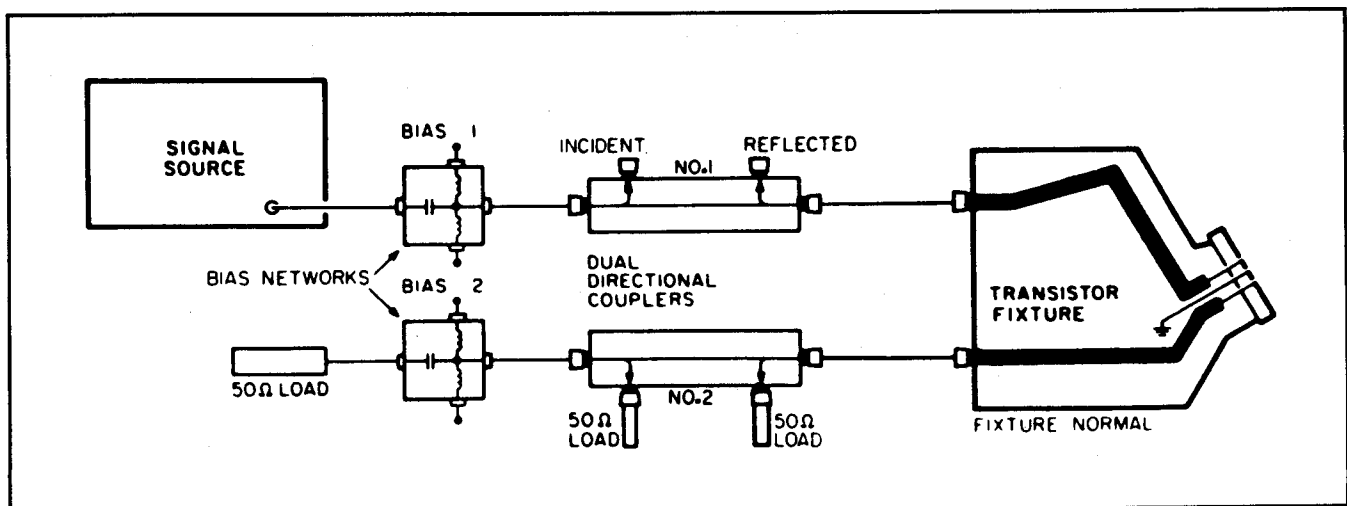 SIGNAL
SOURCE
BIAS 1
INCIDENT
REFLECTED
NO.1
BIAS NETWORKS
BIAS 2
DUAL
DIRECTIONAL
COUPLERS
TRANSISTOR
FIXTURE
50Ω LOAD
NO.2
50Ω
LOAD
50Ω
LOAD
FIXTURE NORMAL